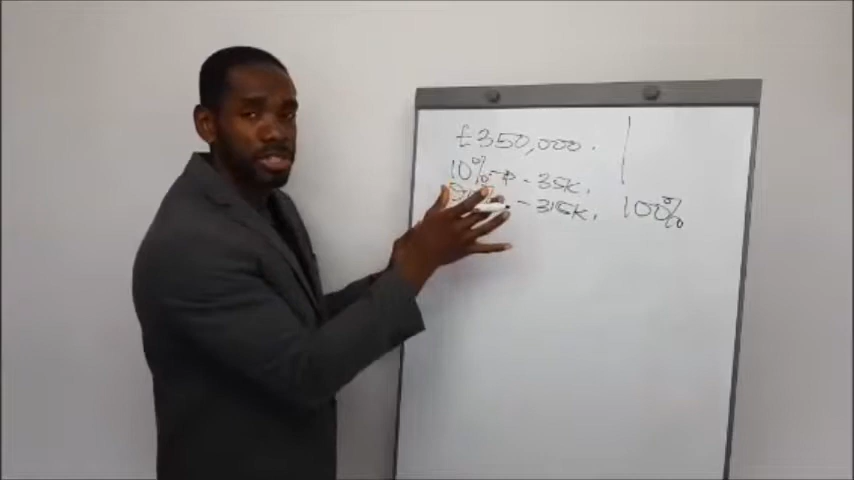 £350,000.
10% → - 35k.
- 315k. 100%